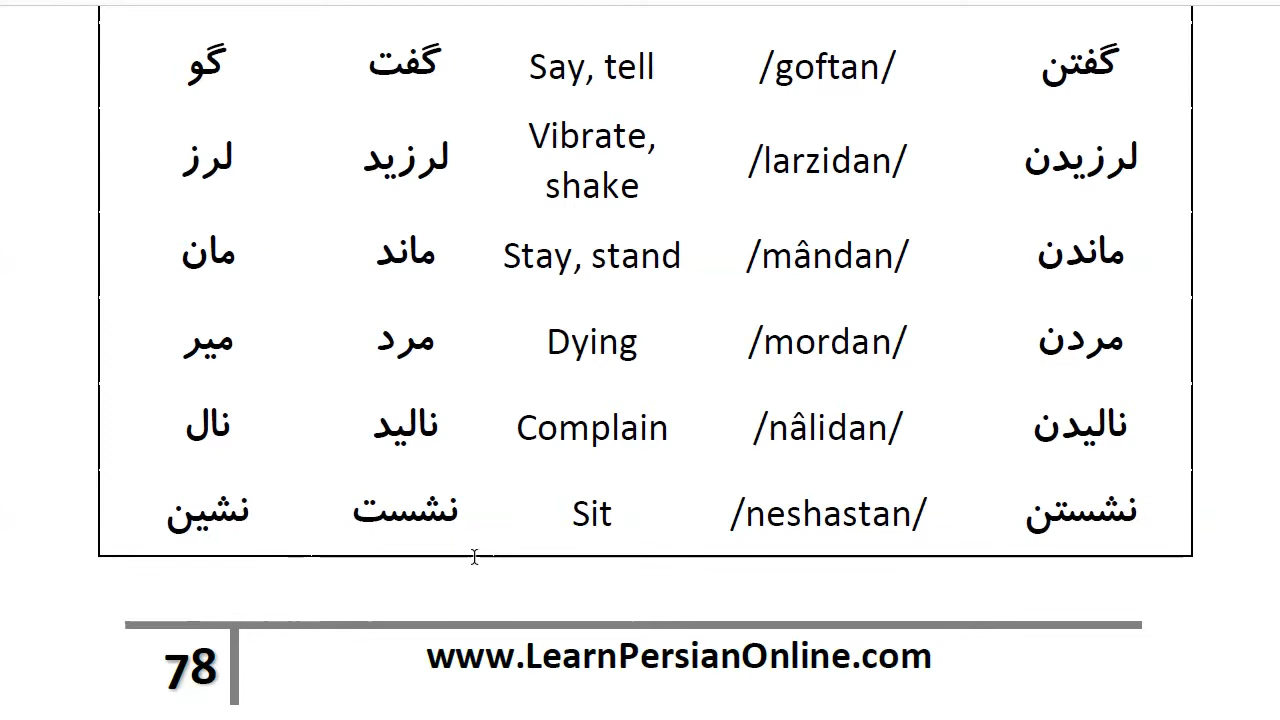 گفتن /goftan/ Say, tell گفت گو
لرزیدن /larzidan/ Vibrate, shake لرزید لرز
ماندن /mândan/ Stay, stand ماند مان
مردن /mordan/ Dying مرد میر
نالیدن /nâlidan/ Complain نالید نال
نشستن /neshastan/ Sit نشست نشین
78 www.LearnPersianOnline.com